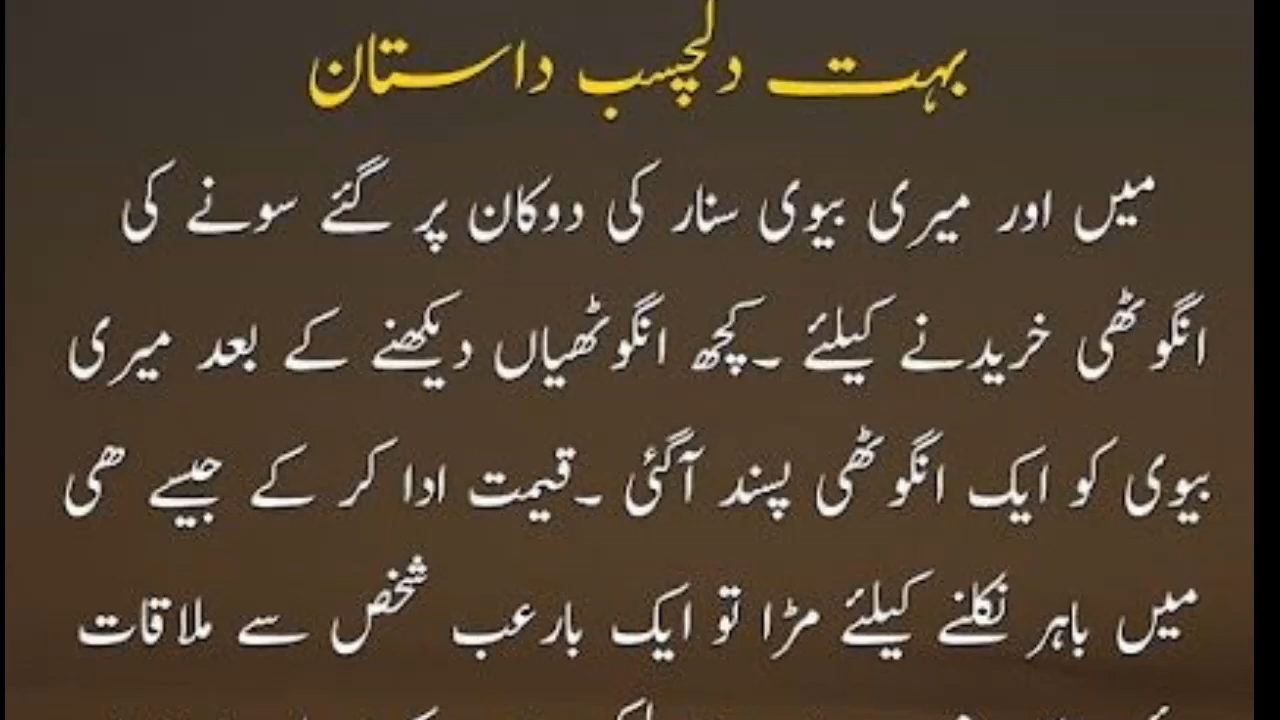 بہت دلچسب داستان
میں اور میری بیوی سنار کی دوکان پر گئے سونے کی
انگوٹھی خریدنے کیلئے ۔ کچھ انگوٹھیاں دیکھنے کے بعد میری
بیوی کو ایک انگوٹھی پسند آگئی ۔ قیمت ادا کر کے جیسے ھی
میں باہر نکلنے کیلئے مڑا تو ایک بارعب شخص سے ملاقات